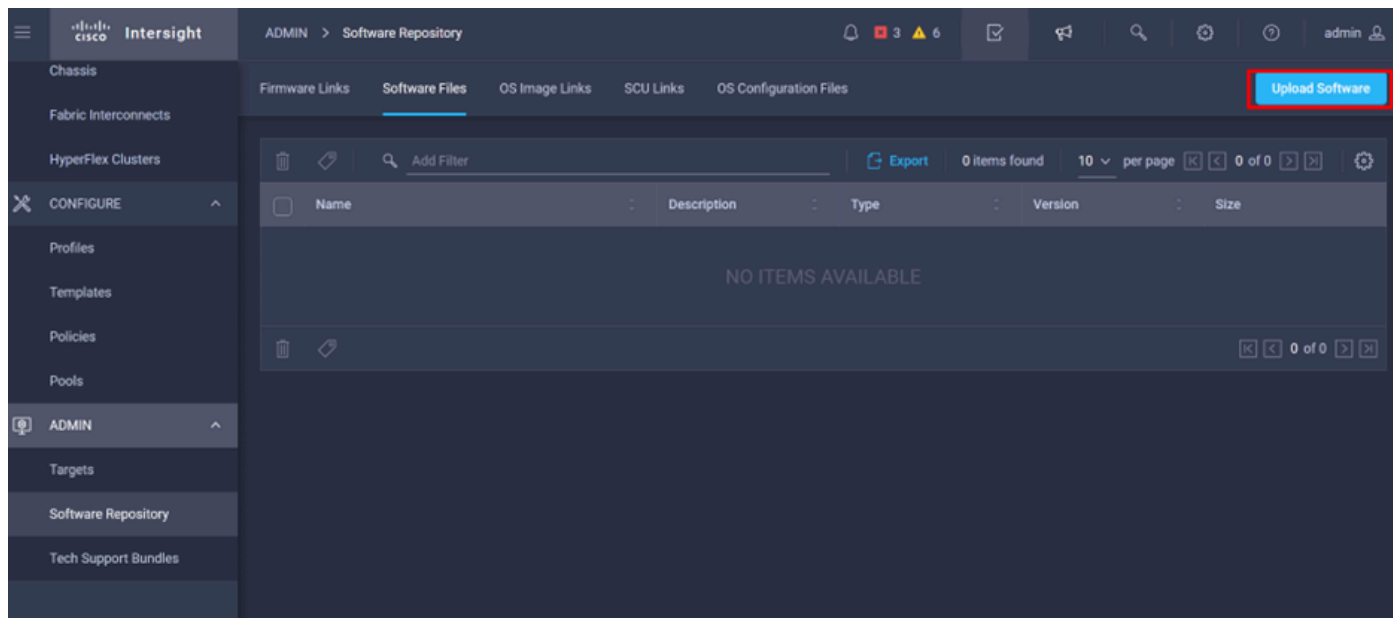 CISCO Intersight
ADMIN > Software Repository
3 6
admin
Chassis
Fabric Interconnects
HyperFlex Clusters
CONFIGURE
Profiles
Templates
Policies
Pools
ADMIN
Targets
Software Repository
Tech Support Bundles
Firmware Links Software Files OS Image Links SCU Links OS Configuration Files
Upload Software
Add Filter Export 0 items found 10 per page 0 of 0
Name Description Type Version Size
NO ITEMS AVAILABLE
0 of 0